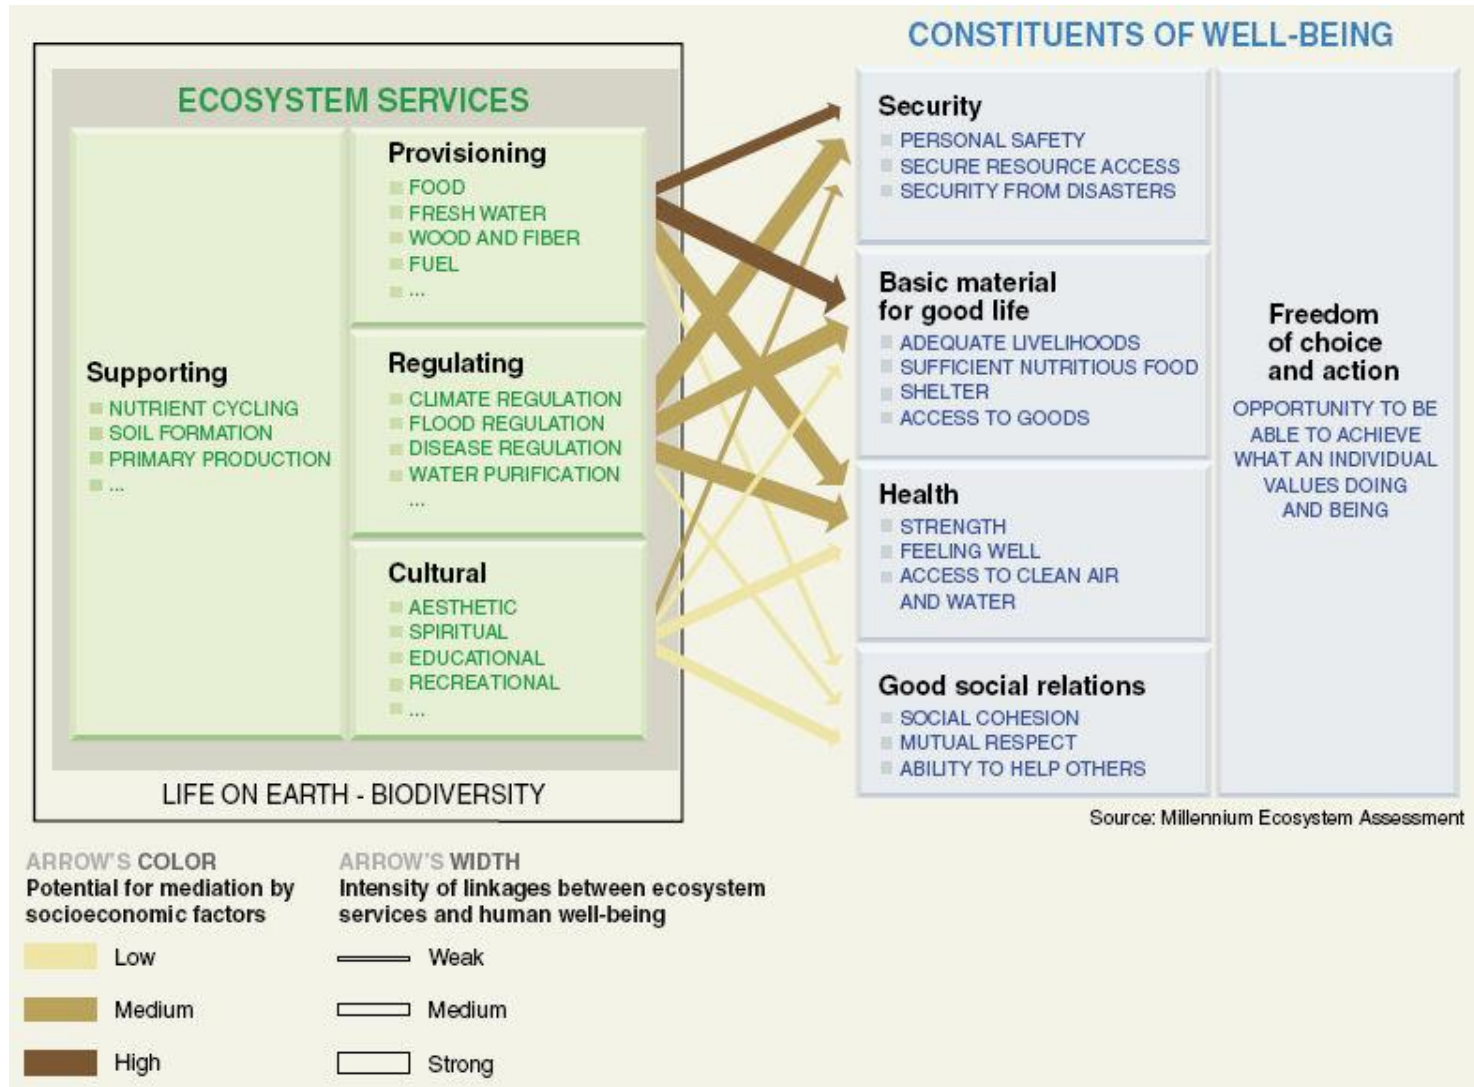 CONSTITUENTS OF WELL-BEING
ECOSYSTEM SERVICES
Supporting
NUTRIENT CYCLING
SOIL FORMATION
PRIMARY PRODUCTION
...
Provisioning
FOOD
FRESH WATER
WOOD AND FIBER
FUEL
...
Regulating
CLIMATE REGULATION
FLOOD REGULATION
DISEASE REGULATION
WATER PURIFICATION
...
Cultural
AESTHETIC
SPIRITUAL
EDUCATIONAL
RECREATIONAL
...
LIFE ON EARTH - BIODIVERSITY
Security
PERSONAL SAFETY
SECURE RESOURCE ACCESS
SECURITY FROM DISASTERS
Basic material
for good life
ADEQUATE LIVELIHOODS
SUFFICIENT NUTRITIOUS FOOD
SHELTER
ACCESS TO GOODS
Health
STRENGTH
FEELING WELL
ACCESS TO CLEAN AIR
AND WATER
Good social relations
SOCIAL COHESION
MUTUAL RESPECT
ABILITY TO HELP OTHERS
Freedom
of choice
and action
OPPORTUNITY TO BE
ABLE TO ACHIEVE
WHAT AN INDIVIDUAL
VALUES DOING
AND BEING
Source: Millennium Ecosystem Assessment
ARROW'S COLOR
Potential for mediation by
socioeconomic factors
Low
Medium
High
ARROW'S WIDTH
Intensity of linkages between ecosystem
services and human well-being
Weak
Medium
Strong